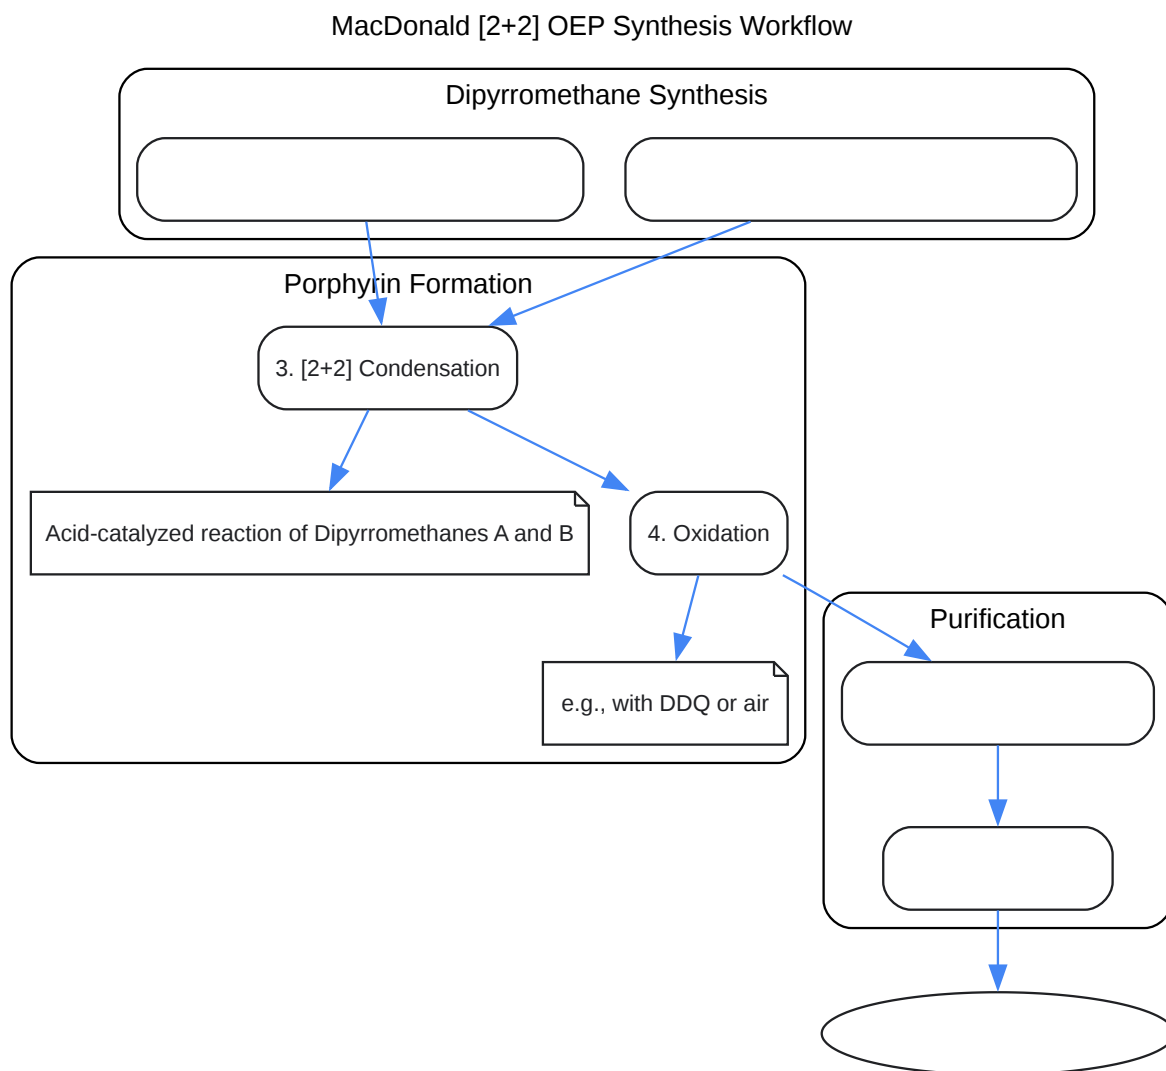 MacDonald [2+2] OEP Synthesis Workflow
Dipyrromethane Synthesis
Porphyrin Formation
3. [2+2] Condensation
Acid-catalyzed reaction of Dipyrromethanes A and B
4. Oxidation
e.g., with DDQ or air
Purification